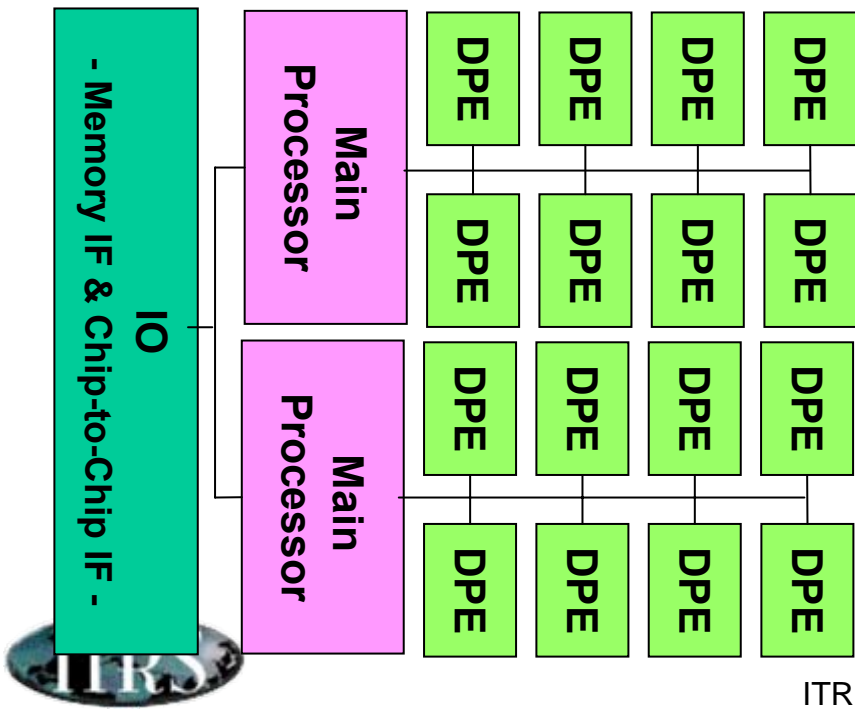 IO
- Memory IF & Chip-to-Chip IF -
Main
Processor
DPE
DPE
DPE
DPE
DPE
DPE
DPE
DPE
Main
Processor
DPE
DPE
DPE
DPE
DPE
DPE
DPE
DPE
ITRS
ITR